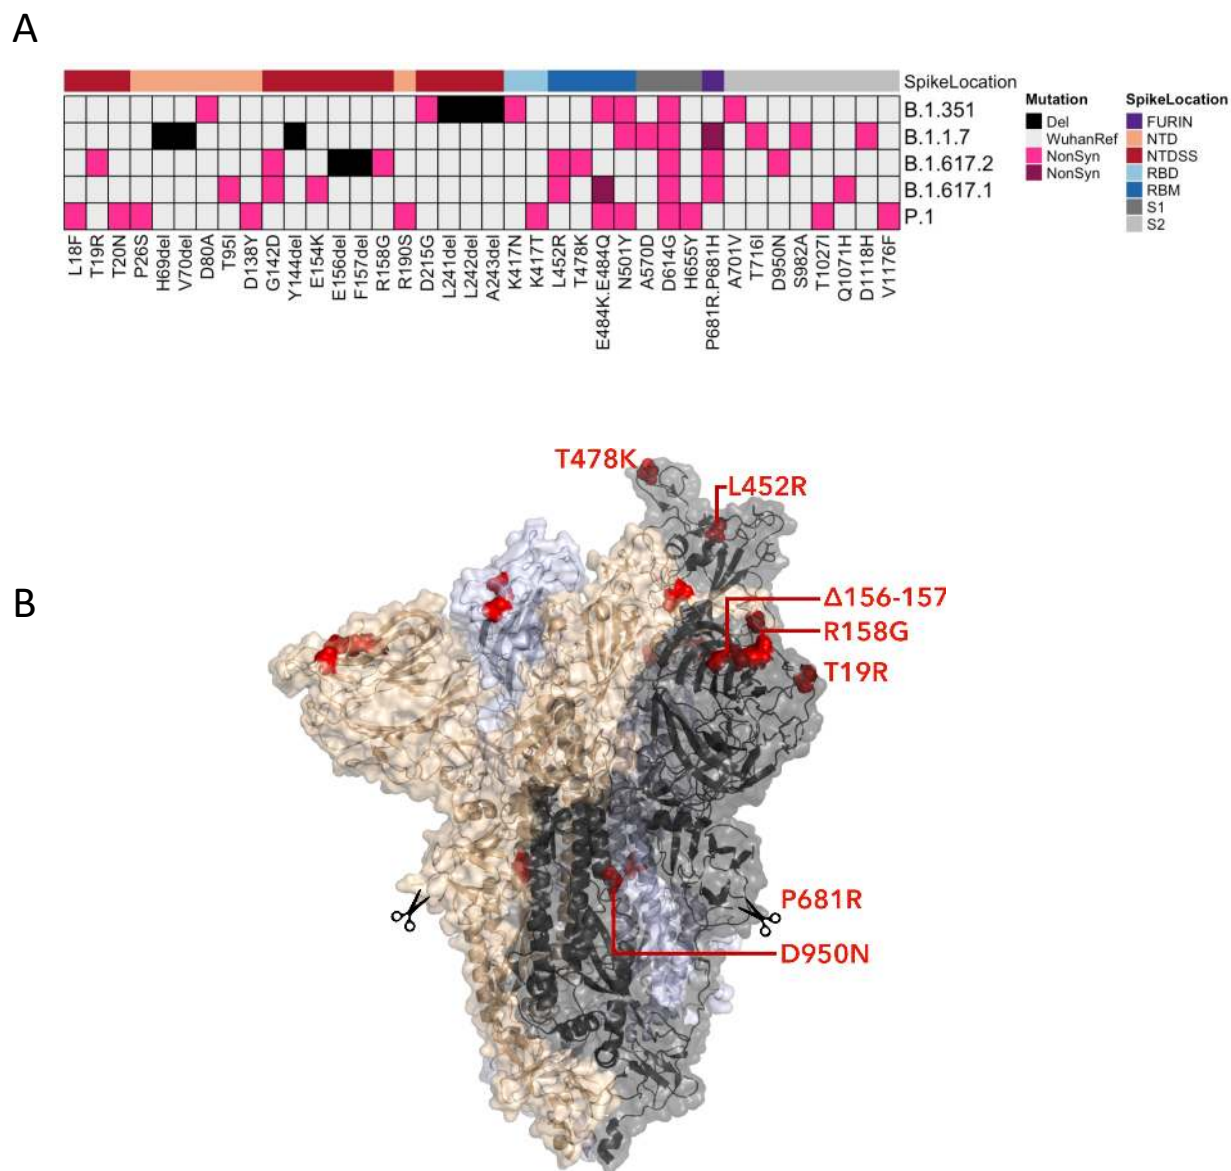 A
SpikeLocation
B.1.351
B.1.1.7
B.1.617.2
B.1.617.1
P.1
L18F
T19R
T20N
P26S
H69del
V70del
D80A
T95I
D138Y
G142D
Y144del
E154K
E156del
F157del
R158G
R190S
D215G
L241del
L242del
A243del
K417N
K417T
L452R
T478K
E484K.E484Q
N501Y
A570D
D614G
H655Y
P681R.P681H
A701V
T716I
D950N
S982A
T1027I
Q1071H
D1118H
V1176F
Mutation
Del
WuhanRef
NonSyn
NonSyn
SpikeLocation
FURIN
NTD
NTDSS
RBD
RBM
S1
S2
B
T478K
L452R
Δ156-157
R158G
T19R
P681R
D950N